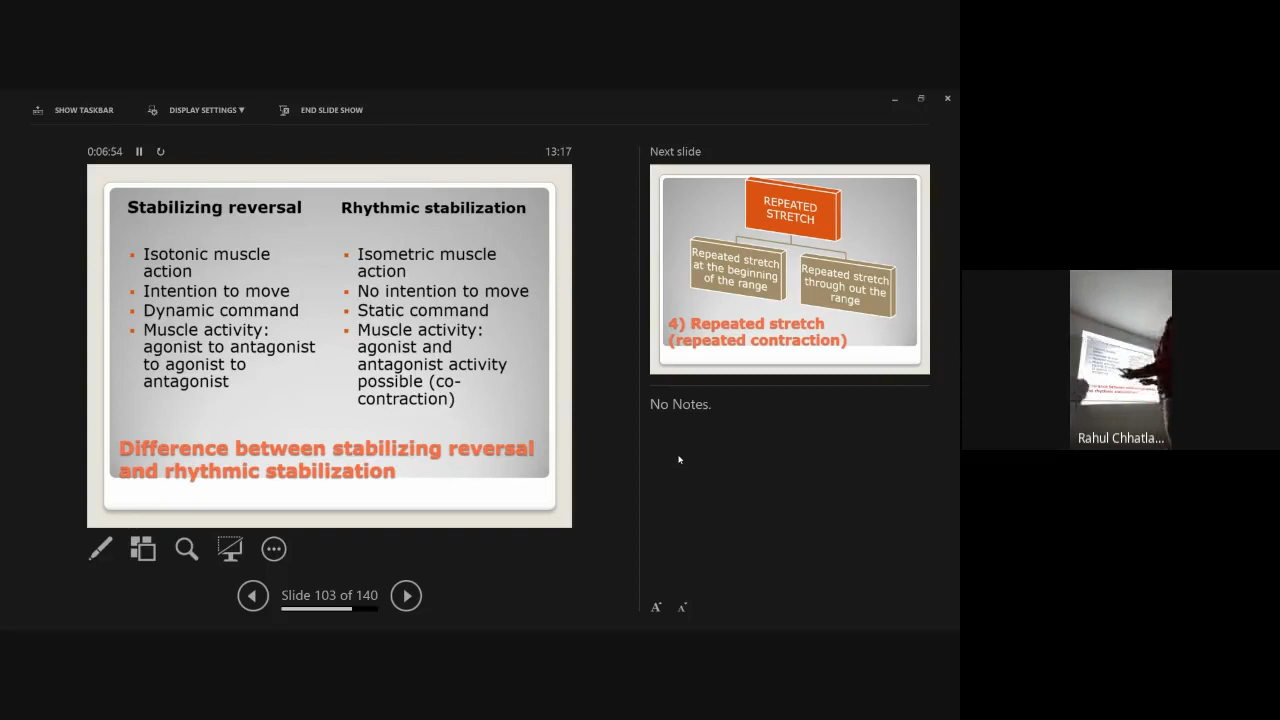 SHOW TASKBAR
DISPLAY SETTINGS ▼
END SLIDE SHOW
0:06:54
13:17
Next slide
Stabilizing reversal
Isotonic muscle
action
Intention to move
Dynamic command
Muscle activity:
agonist to antagonist
to agonist to
antagonist
Rhythmic stabilization
Isometric muscle
action
No intention to move
Static command
Muscle activity:
agonist and
antagonist activity
possible (co-
contraction)
Difference between stabilizing reversal
and rhythmic stabilization
REPEATED
STRETCH
Repeated stretch
at the beginning
of the range
Repeated stretch
through out the
range
4) Repeated stretch
(repeated contraction)
No Notes.
Slide 103 of 140
A
A
Rahul Chhatla...